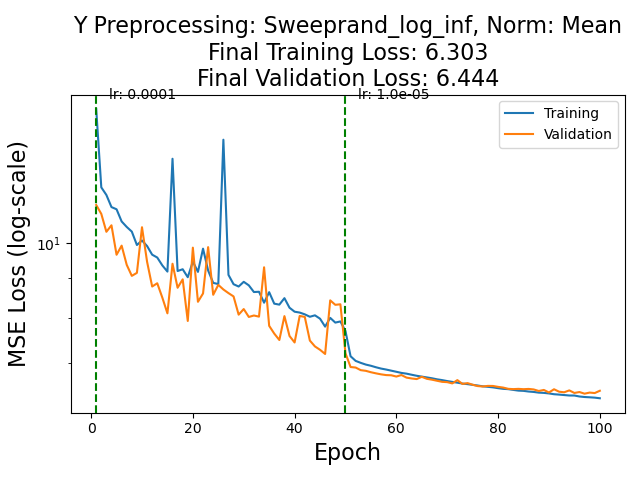 Y Preprocessing: Sweeprand_log_inf, Norm: Mean
Final Training Loss: 6.303
Final Validation Loss: 6.444
lr: 0.0001
lr: 1.0e-05
Training
Validation
10¹
MSE Loss (log-scale)
0 20 40 60 80 100
Epoch